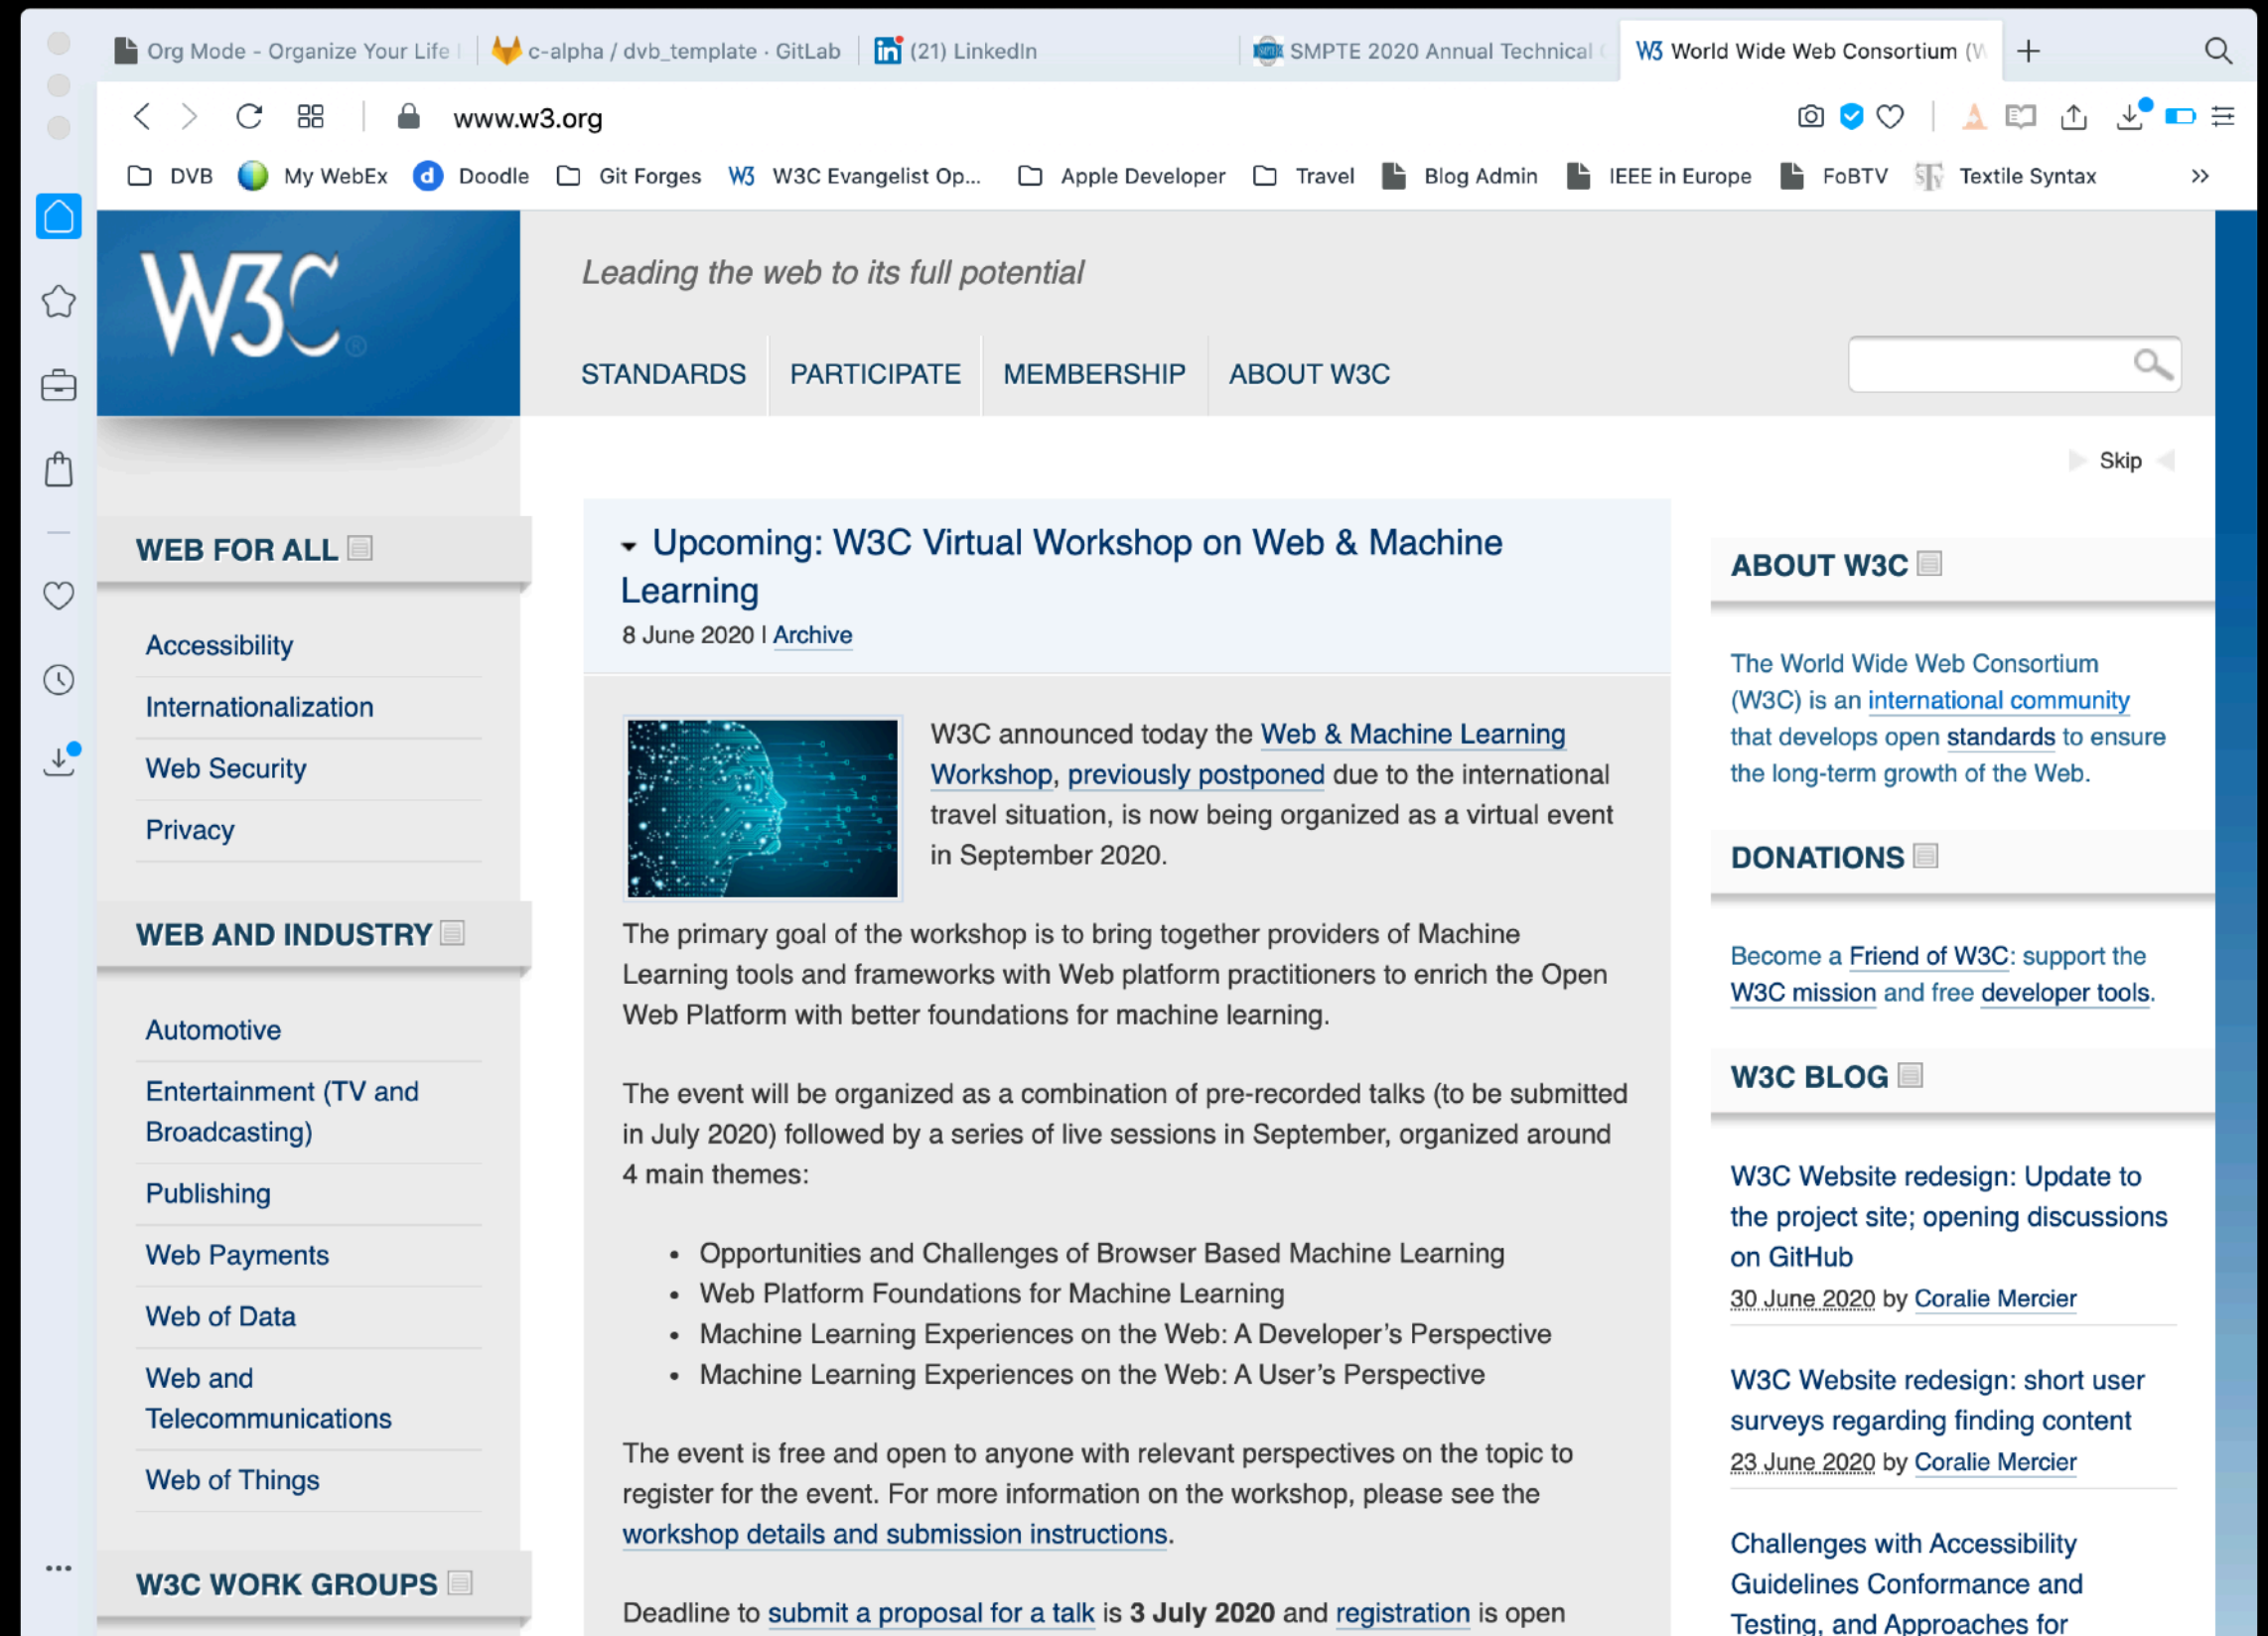 Org Mode - Organize Your Life
c-alpha / dvb_template · GitLab
(21) LinkedIn
SMPTE 2020 Annual Technical
World Wide Web Consortium
www.w3.org
DVB
My WebEx
Doodle
Git Forges
W3C Evangelist Op...
Apple Developer
Travel
Blog Admin
IEEE in Europe
FoBTV
Textile Syntax
W3C®
Leading the web to its full potential
STANDARDS
PARTICIPATE
MEMBERSHIP
ABOUT W3C
Skip
WEB FOR ALL
Accessibility
Internationalization
Web Security
Privacy
WEB AND INDUSTRY
Automotive
Entertainment (TV and
Broadcasting)
Publishing
Web Payments
Web of Data
Web and
Telecommunications
Web of Things
W3C WORK GROUPS
Upcoming: W3C Virtual Workshop on Web & Machine
Learning
8 June 2020 | Archive
W3C announced today the Web & Machine Learning
Workshop, previously postponed due to the international
travel situation, is now being organized as a virtual event
in September 2020.
The primary goal of the workshop is to bring together providers of Machine
Learning tools and frameworks with Web platform practitioners to enrich the Open
Web Platform with better foundations for machine learning.
The event will be organized as a combination of pre-recorded talks (to be submitted
in July 2020) followed by a series of live sessions in September, organized around
4 main themes:
• Opportunities and Challenges of Browser Based Machine Learning
• Web Platform Foundations for Machine Learning
• Machine Learning Experiences on the Web: A Developer's Perspective
• Machine Learning Experiences on the Web: A User's Perspective
The event is free and open to anyone with relevant perspectives on the topic to
register for the event. For more information on the workshop, please see the
workshop details and submission instructions.
Deadline to submit a proposal for a talk is 3 July 2020 and registration is open
ABOUT W3C
The World Wide Web Consortium
(W3C) is an international community
that develops open standards to ensure
the long-term growth of the Web.
DONATIONS
Become a Friend of W3C: support the
W3C mission and free developer tools.
W3C BLOG
W3C Website redesign: Update to
the project site; opening discussions
on GitHub
30 June 2020 by Coralie Mercier
W3C Website redesign: short user
surveys regarding finding content
23 June 2020 by Coralie Mercier
Challenges with Accessibility
Guidelines Conformance and
Testing, and Approaches for